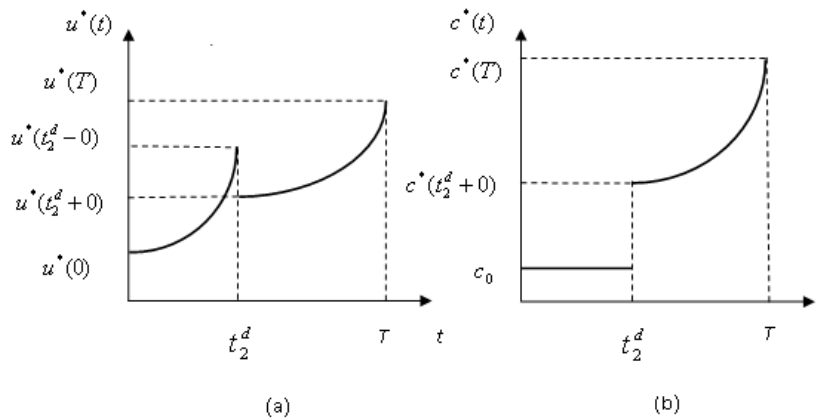 u*(t)
u*(T)
u*(t₂ᵈ−0)
u*(t₂ᵈ+0)
u*(0)
t₂ᵈ
T
t
(a)
c*(t)
c*(T)
c*(t₂ᵈ+0)
c₀
t₂ᵈ
T
(b)